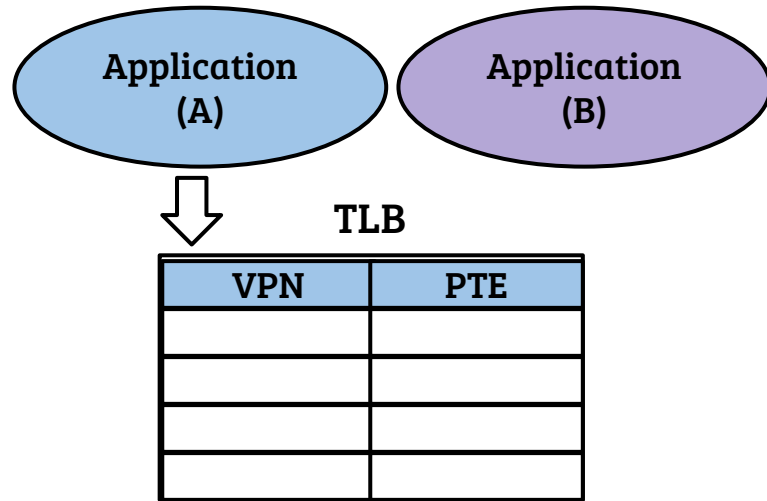 Application
(A)
Application
(B)
TLB
VPN PTE